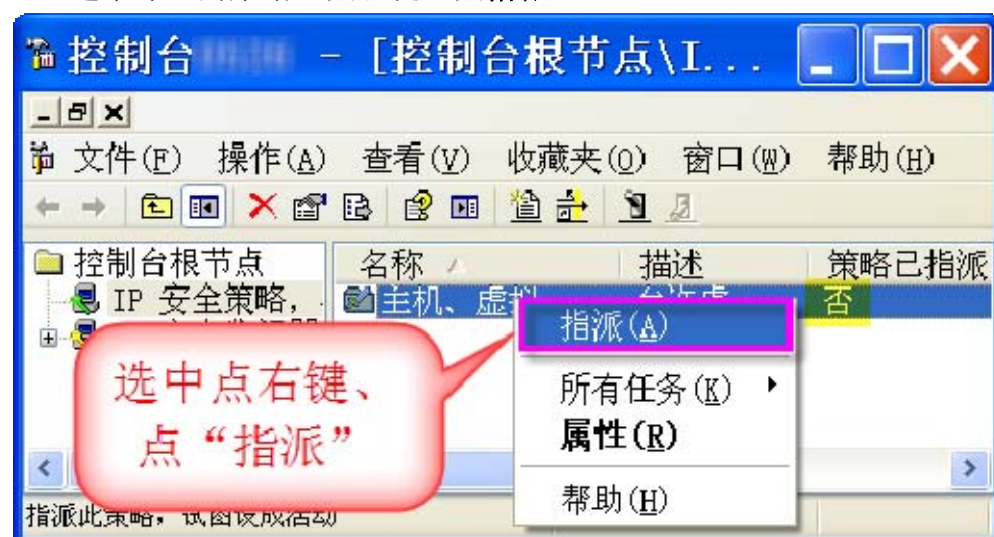 控制台 - [控制台根节点\I...
文件(F) 操作(A) 查看(V) 收藏夹(O) 窗口(W) 帮助(H)
控制台根节点
名称 描述 策略已指派
IP 安全策略,
主机、虚拟 否
指派(A)
选中点右键、
点“指派”
所有任务(K)
属性(R)
帮助(H)
指派此策略，试图使成活动